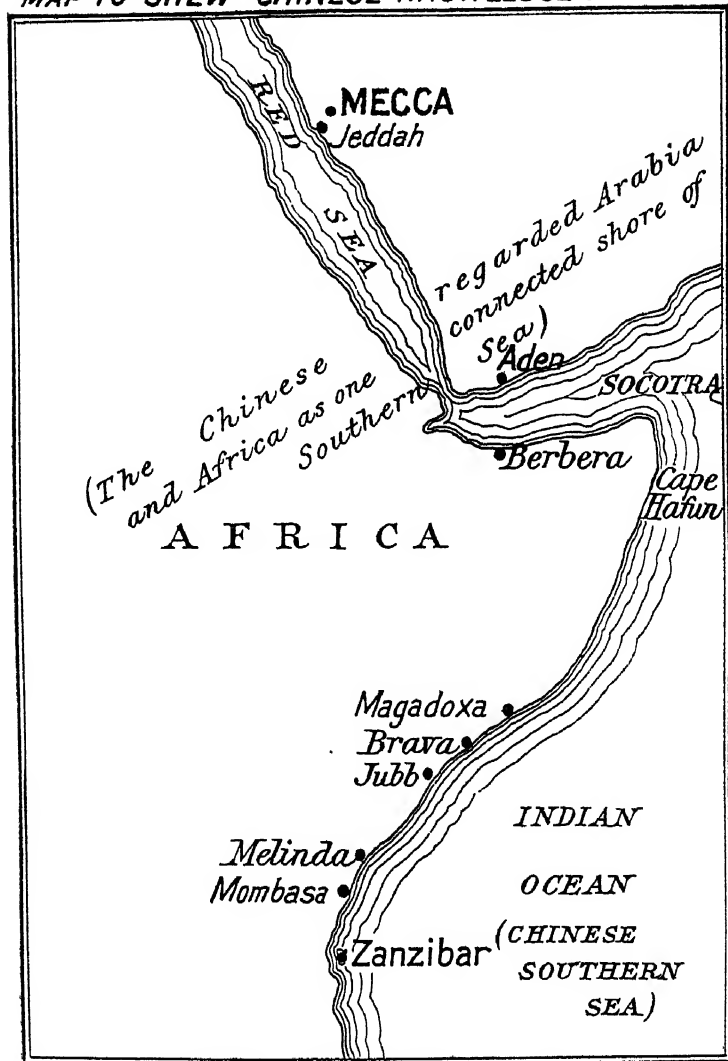 MAP TO SHEW CHINESE KNOWLEDGE
RED
SEA
MECCA
Jeddah
(The Chinese regarded Arabia
and Africa as one connected shore of
Southern Sea)
Aden
SOCOTRA
Berbera
Cape
Hafun
AFRICA
Magadoxa
Brava
Jubb
Melinda
Mombasa
Zanzibar
INDIAN
OCEAN
(CHINESE
SOUTHERN
SEA)